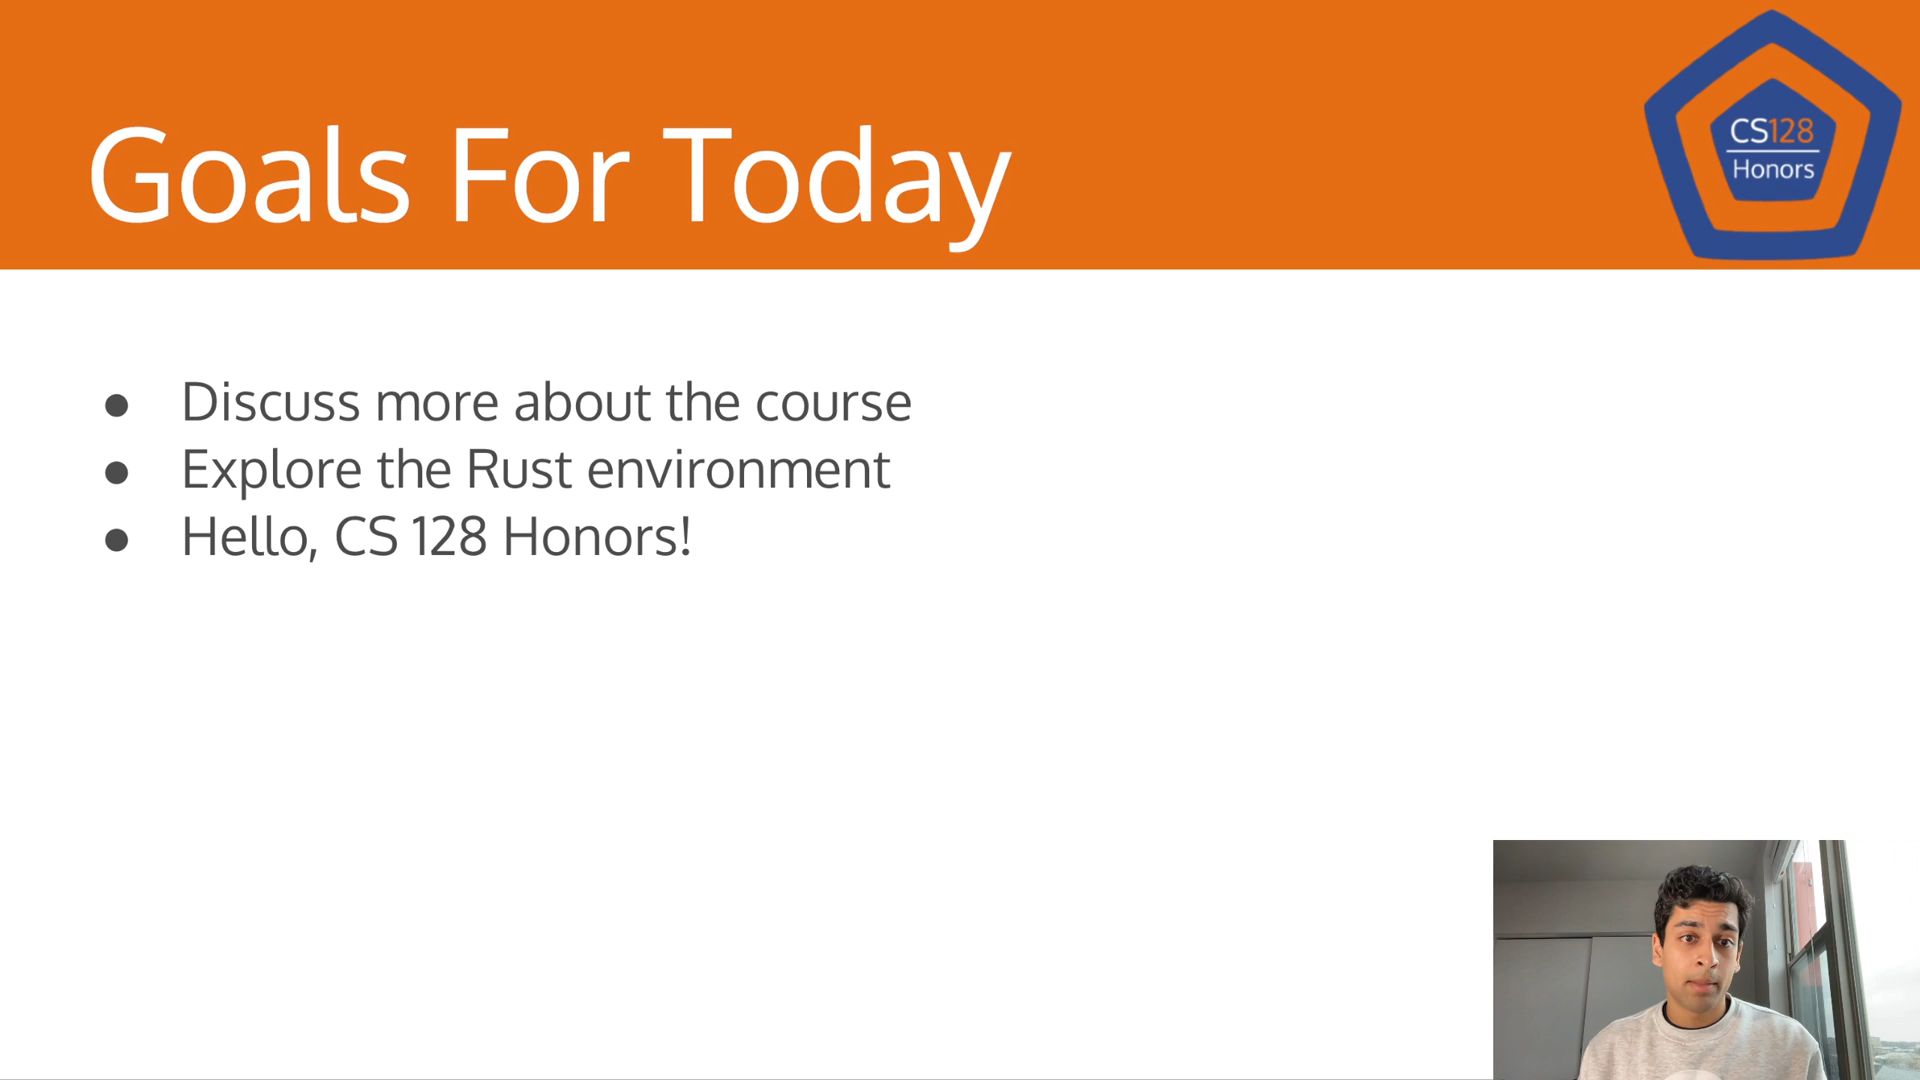 Goals For Today
CS128
Honors
Discuss more about the course
Explore the Rust environment
Hello, CS 128 Honors!